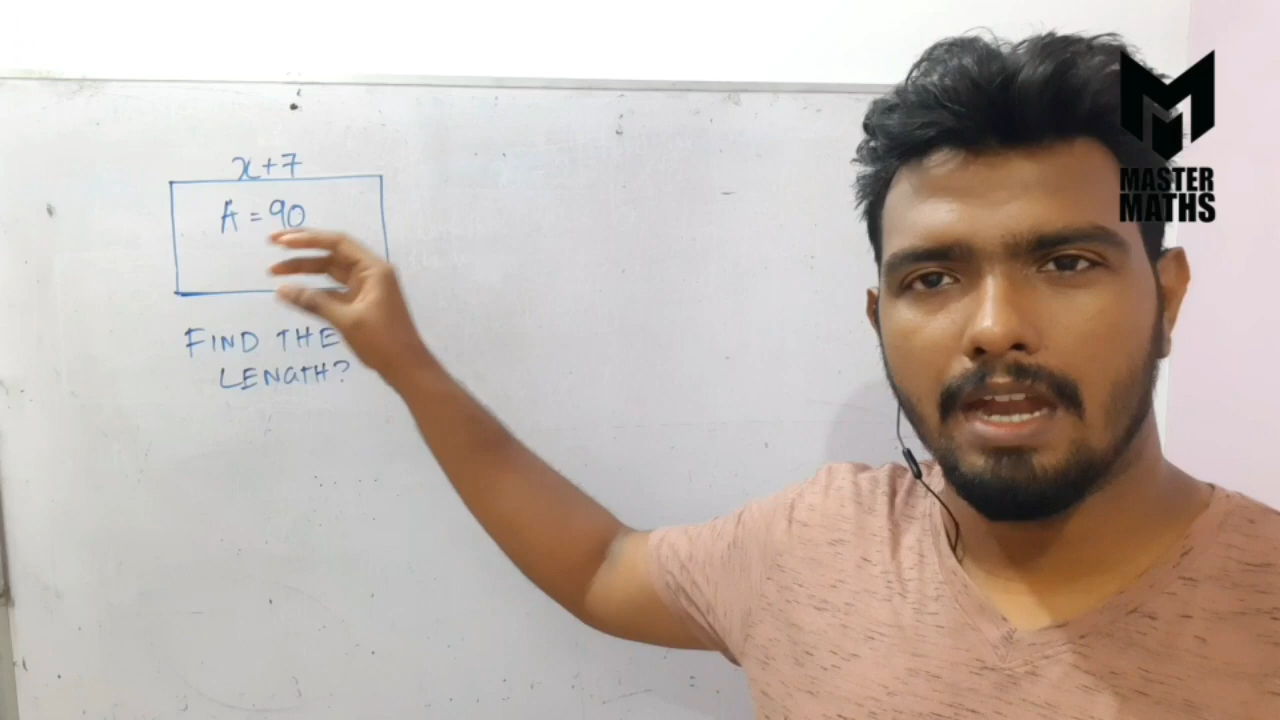 x+7
A = 90
FIND THE
LENGTH?
MASTER
MATHS